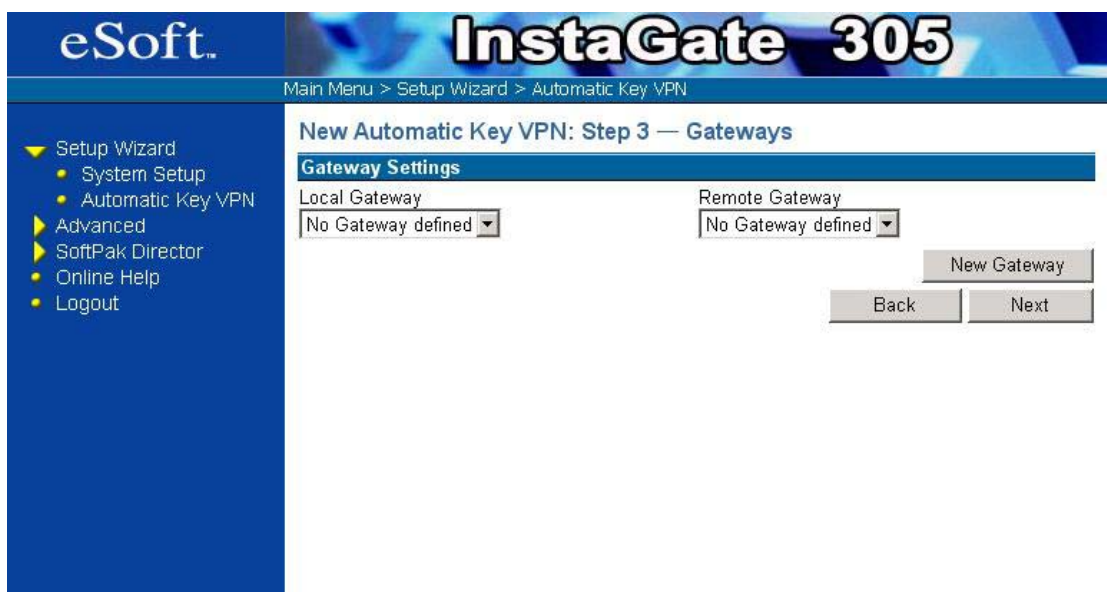 eSoft™
InstaGate 305
Main Menu > Setup Wizard > Automatic Key VPN
Setup Wizard
System Setup
Automatic Key VPN
Advanced
SoftPak Director
Online Help
Logout
New Automatic Key VPN: Step 3 — Gateways
Gateway Settings
Local Gateway
No Gateway defined
Remote Gateway
No Gateway defined
New Gateway
Back
Next